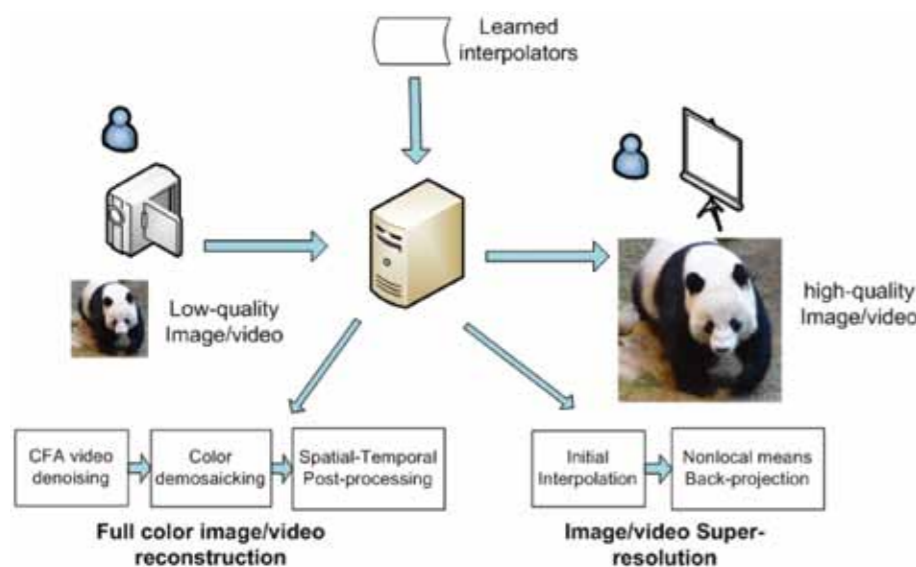 Learned
interpolators
Low-quality
Image/video
high-quality
Image/video
CFA video
denoising
Color
demosaicking
Spatial-Temporal
Post-processing
Full color image/video
reconstruction
Initial
Interpolation
Nonlocal means
Back-projection
Image/video Super-
resolution